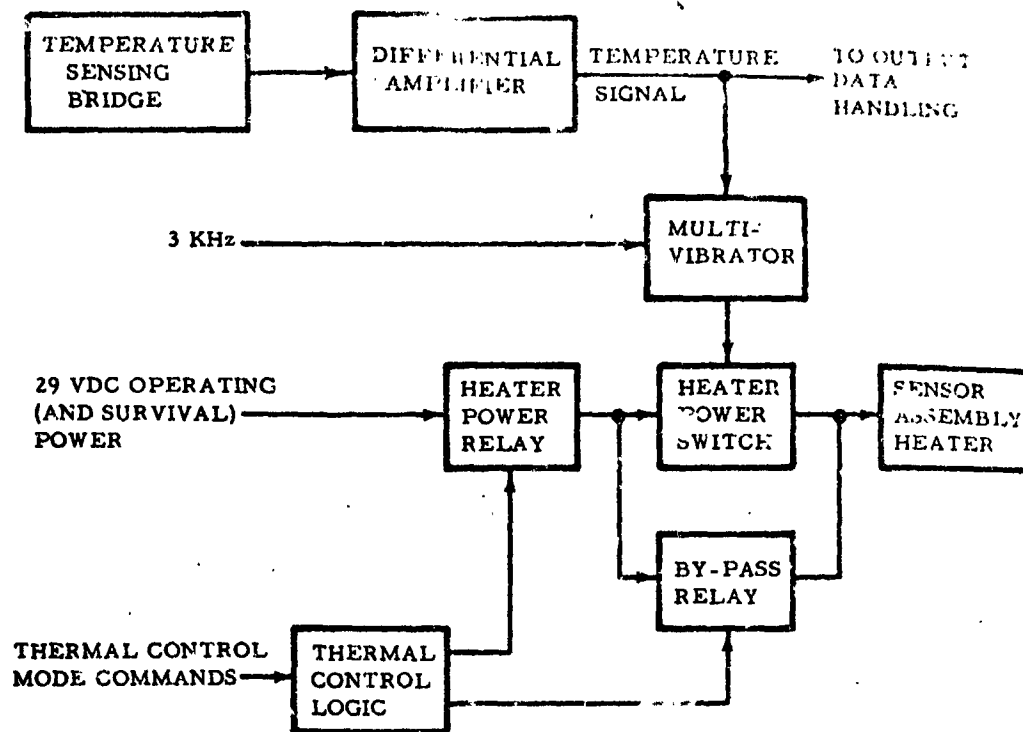 TEMPERATURE
SENSING
BRIDGE
DIFFERENTIAL
AMPLIFIER
TEMPERATURE
SIGNAL
TO OUTPUT
DATA
HANDLING
3 KHz
MULTI-
VIBRATOR
29 VDC OPERATING
(AND SURVIVAL)
POWER
HEATER
POWER
RELAY
HEATER
POWER
SWITCH
SENSOR
ASSEMBLY
HEATER
BY-PASS
RELAY
THERMAL CONTROL
MODE COMMANDS
THERMAL
CONTROL
LOGIC